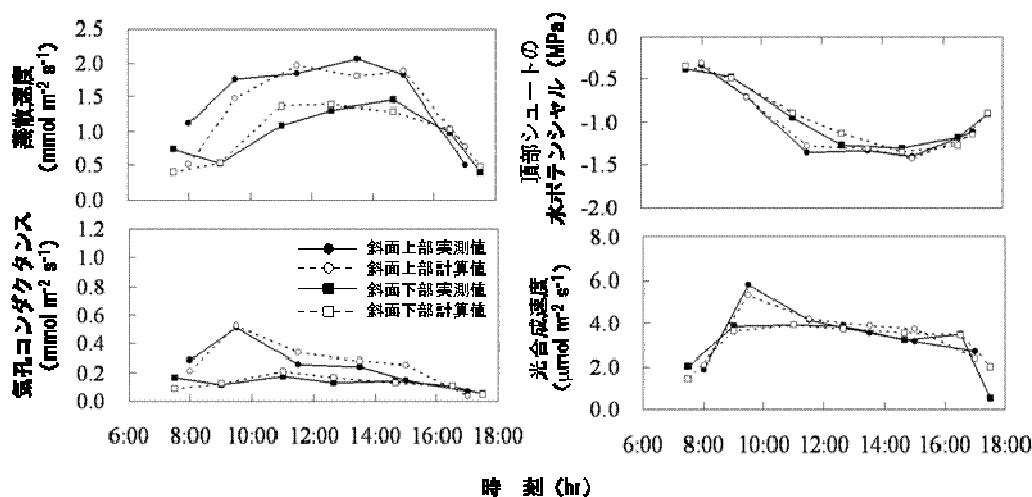 蒸散速度
(mmol m⁻² s⁻¹)
2.5
2.0
1.5
1.0
0.5
0.0
頂部シュートの
水ポテンシャル (MPa)
0.0
-0.5
-1.0
-1.5
-2.0
気孔コンダクタンス
(mmol m⁻² s⁻¹)
1.2
1.0
0.8
0.6
0.4
0.2
0.0
斜面上部実測値
斜面上部計算値
斜面下部実測値
斜面下部計算値
6:00 8:00 10:00 12:00 14:00 16:00 18:00
光合成速度
(μmol m⁻² s⁻¹)
8.0
6.0
4.0
2.0
0.0
6:00 8:00 10:00 12:00 14:00 16:00 18:00
時 刻 (hr)